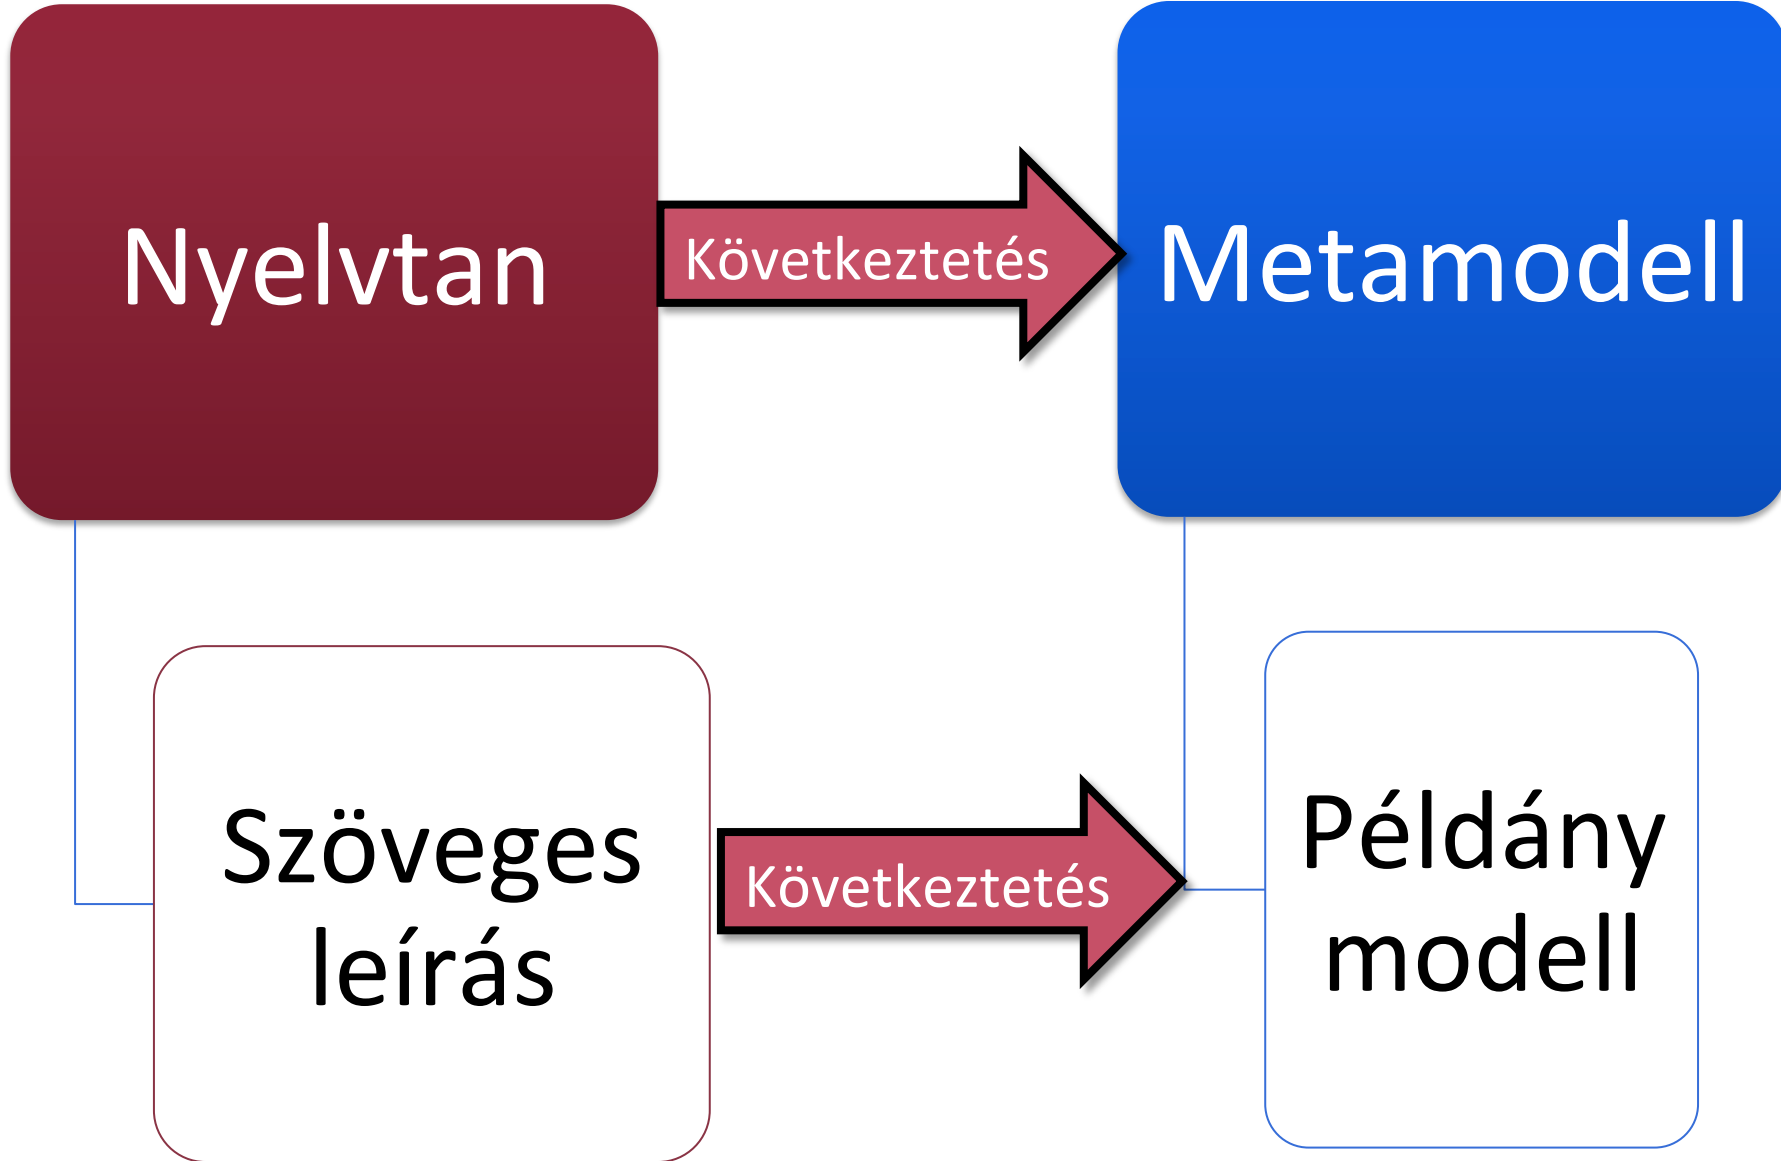 Nyelvtan
Következtetés
Metamodell
Szöveges
leírás
Következtetés
Példány
modell